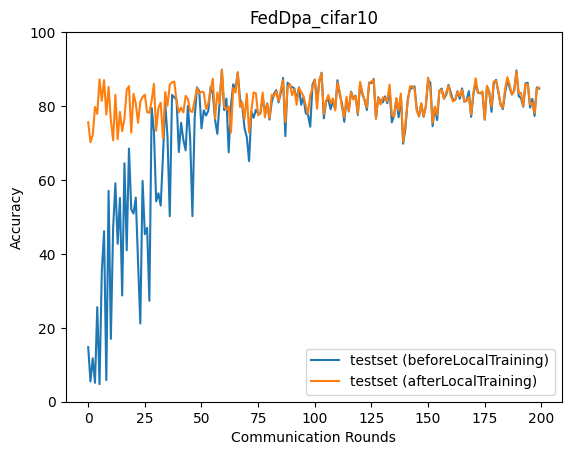 FedDpa_cifar10
Accuracy
100
80
60
40
20
0
0 25 50 75 100 125 150 175 200
Communication Rounds
testset (beforeLocalTraining)
testset (afterLocalTraining)